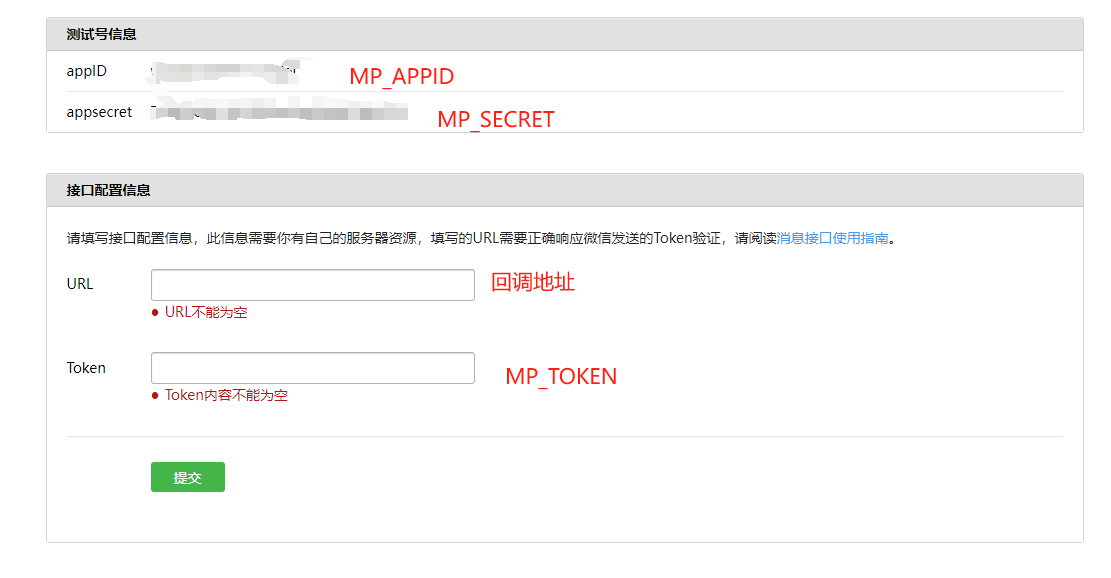 测试号信息
appID MP_APPID
appsecret MP_SECRET
接口配置信息
请填写接口配置信息，此信息需要你有自己的服务器资源，填写的URL需要正确响应微信发送的Token验证，请阅读消息接口使用指南。
URL 回调地址
● URL不能为空
Token MP_TOKEN
● Token内容不能为空
提交